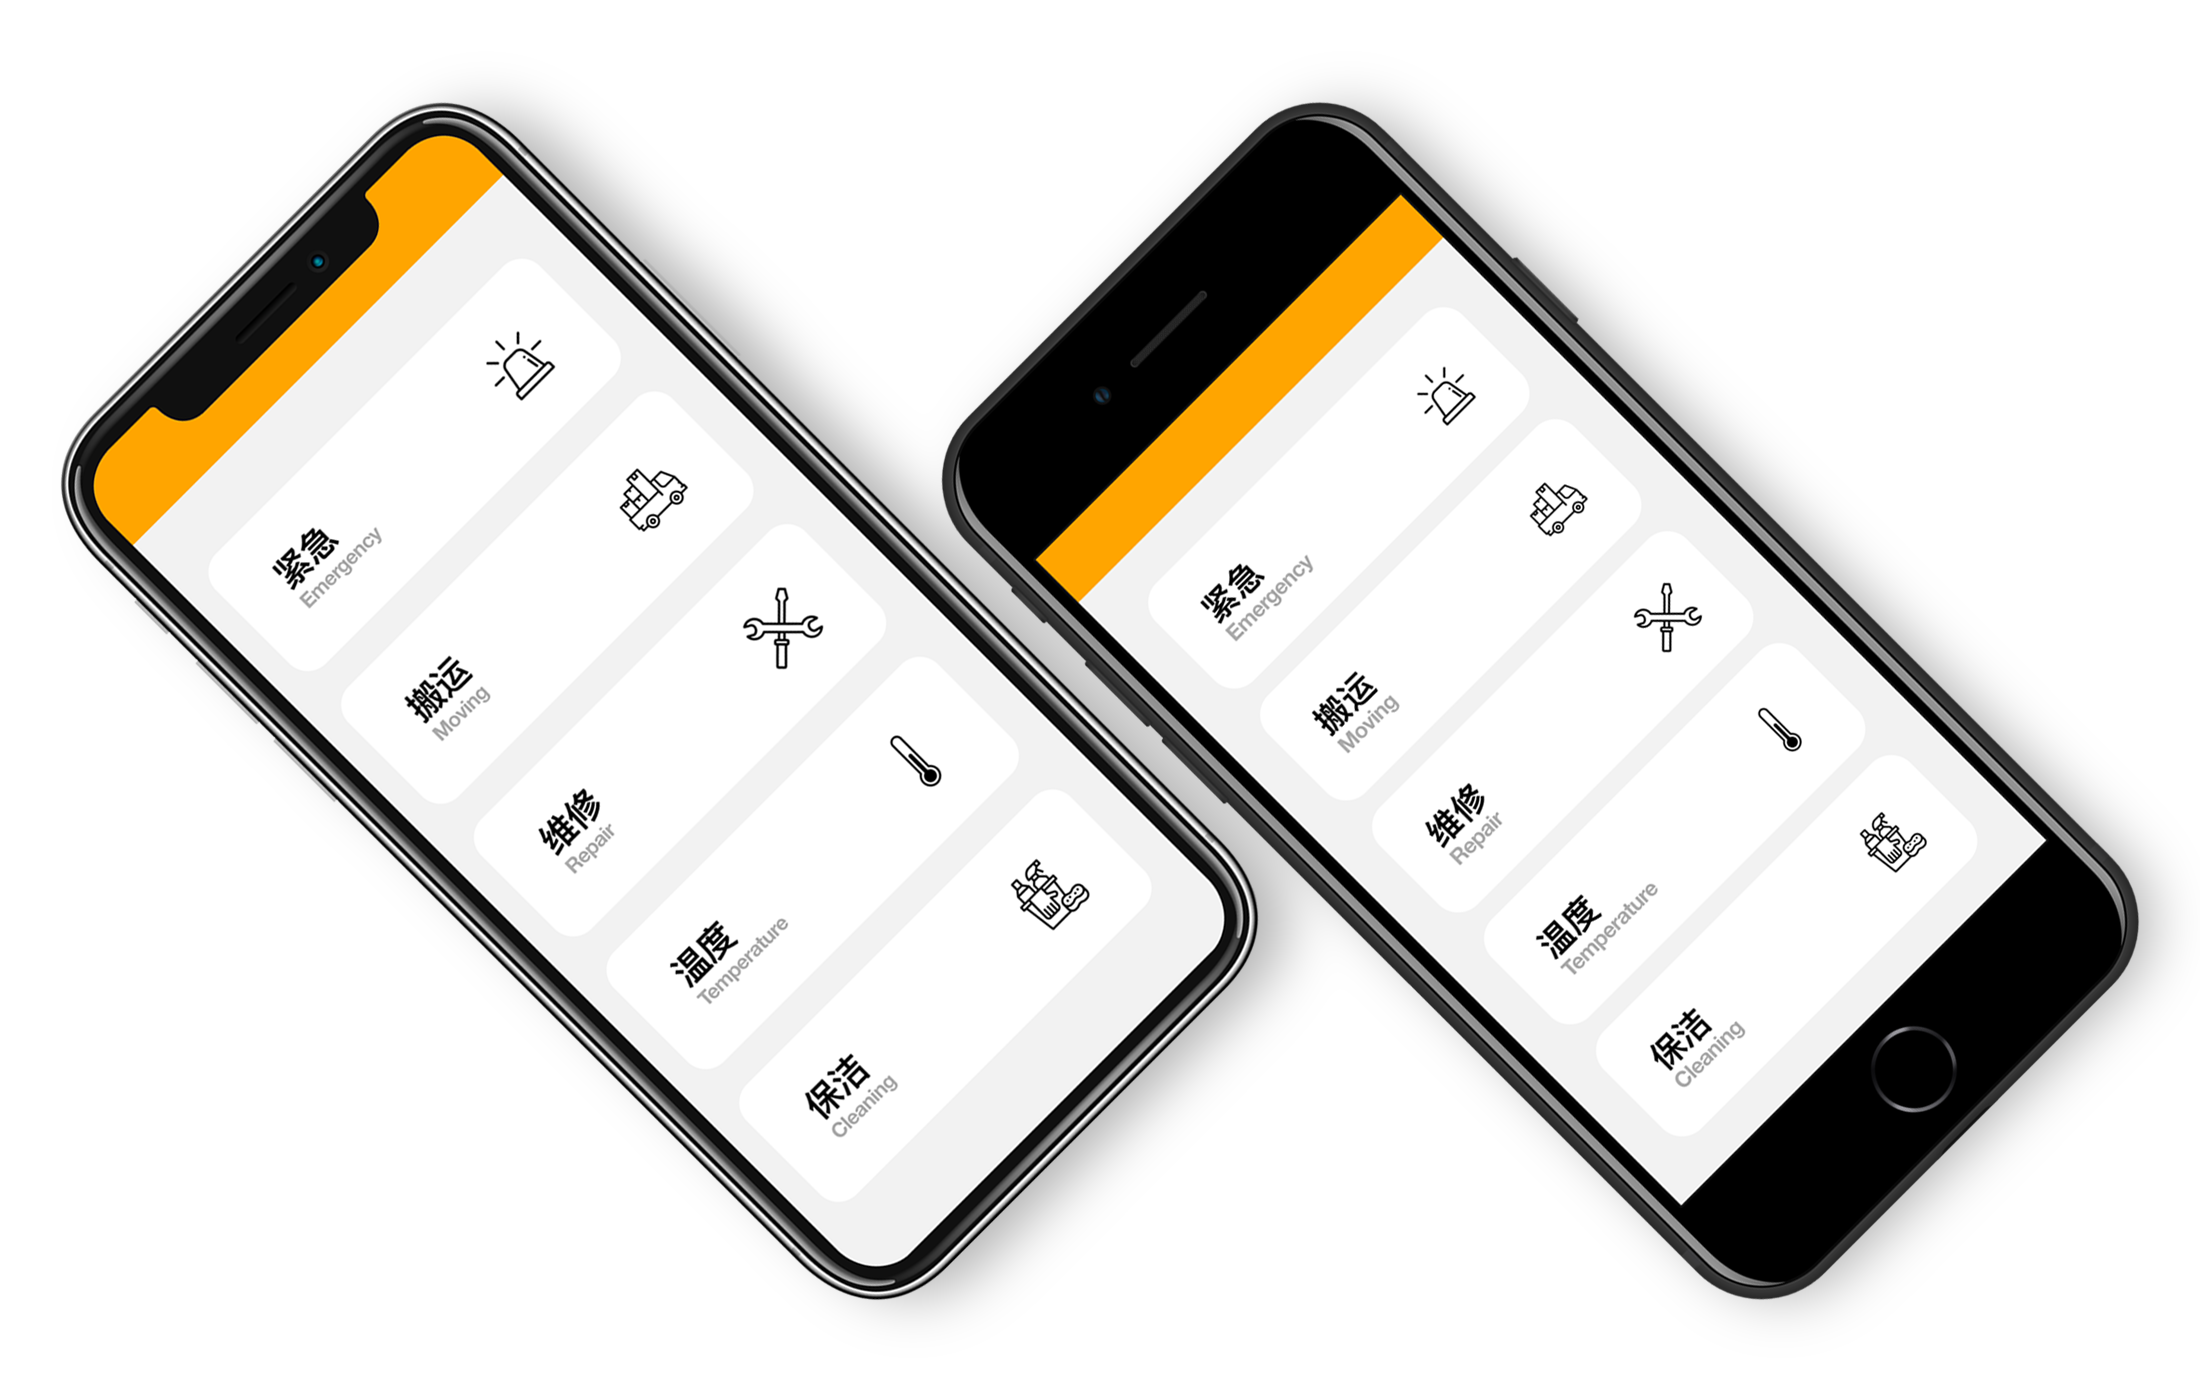 紧急
Emergency
搬运
Moving
维修
Repair
温度
Temperature
保洁
Cleaning
紧急
Emergency
搬运
Moving
维修
Repair
温度
Temperature
保洁
Cleaning